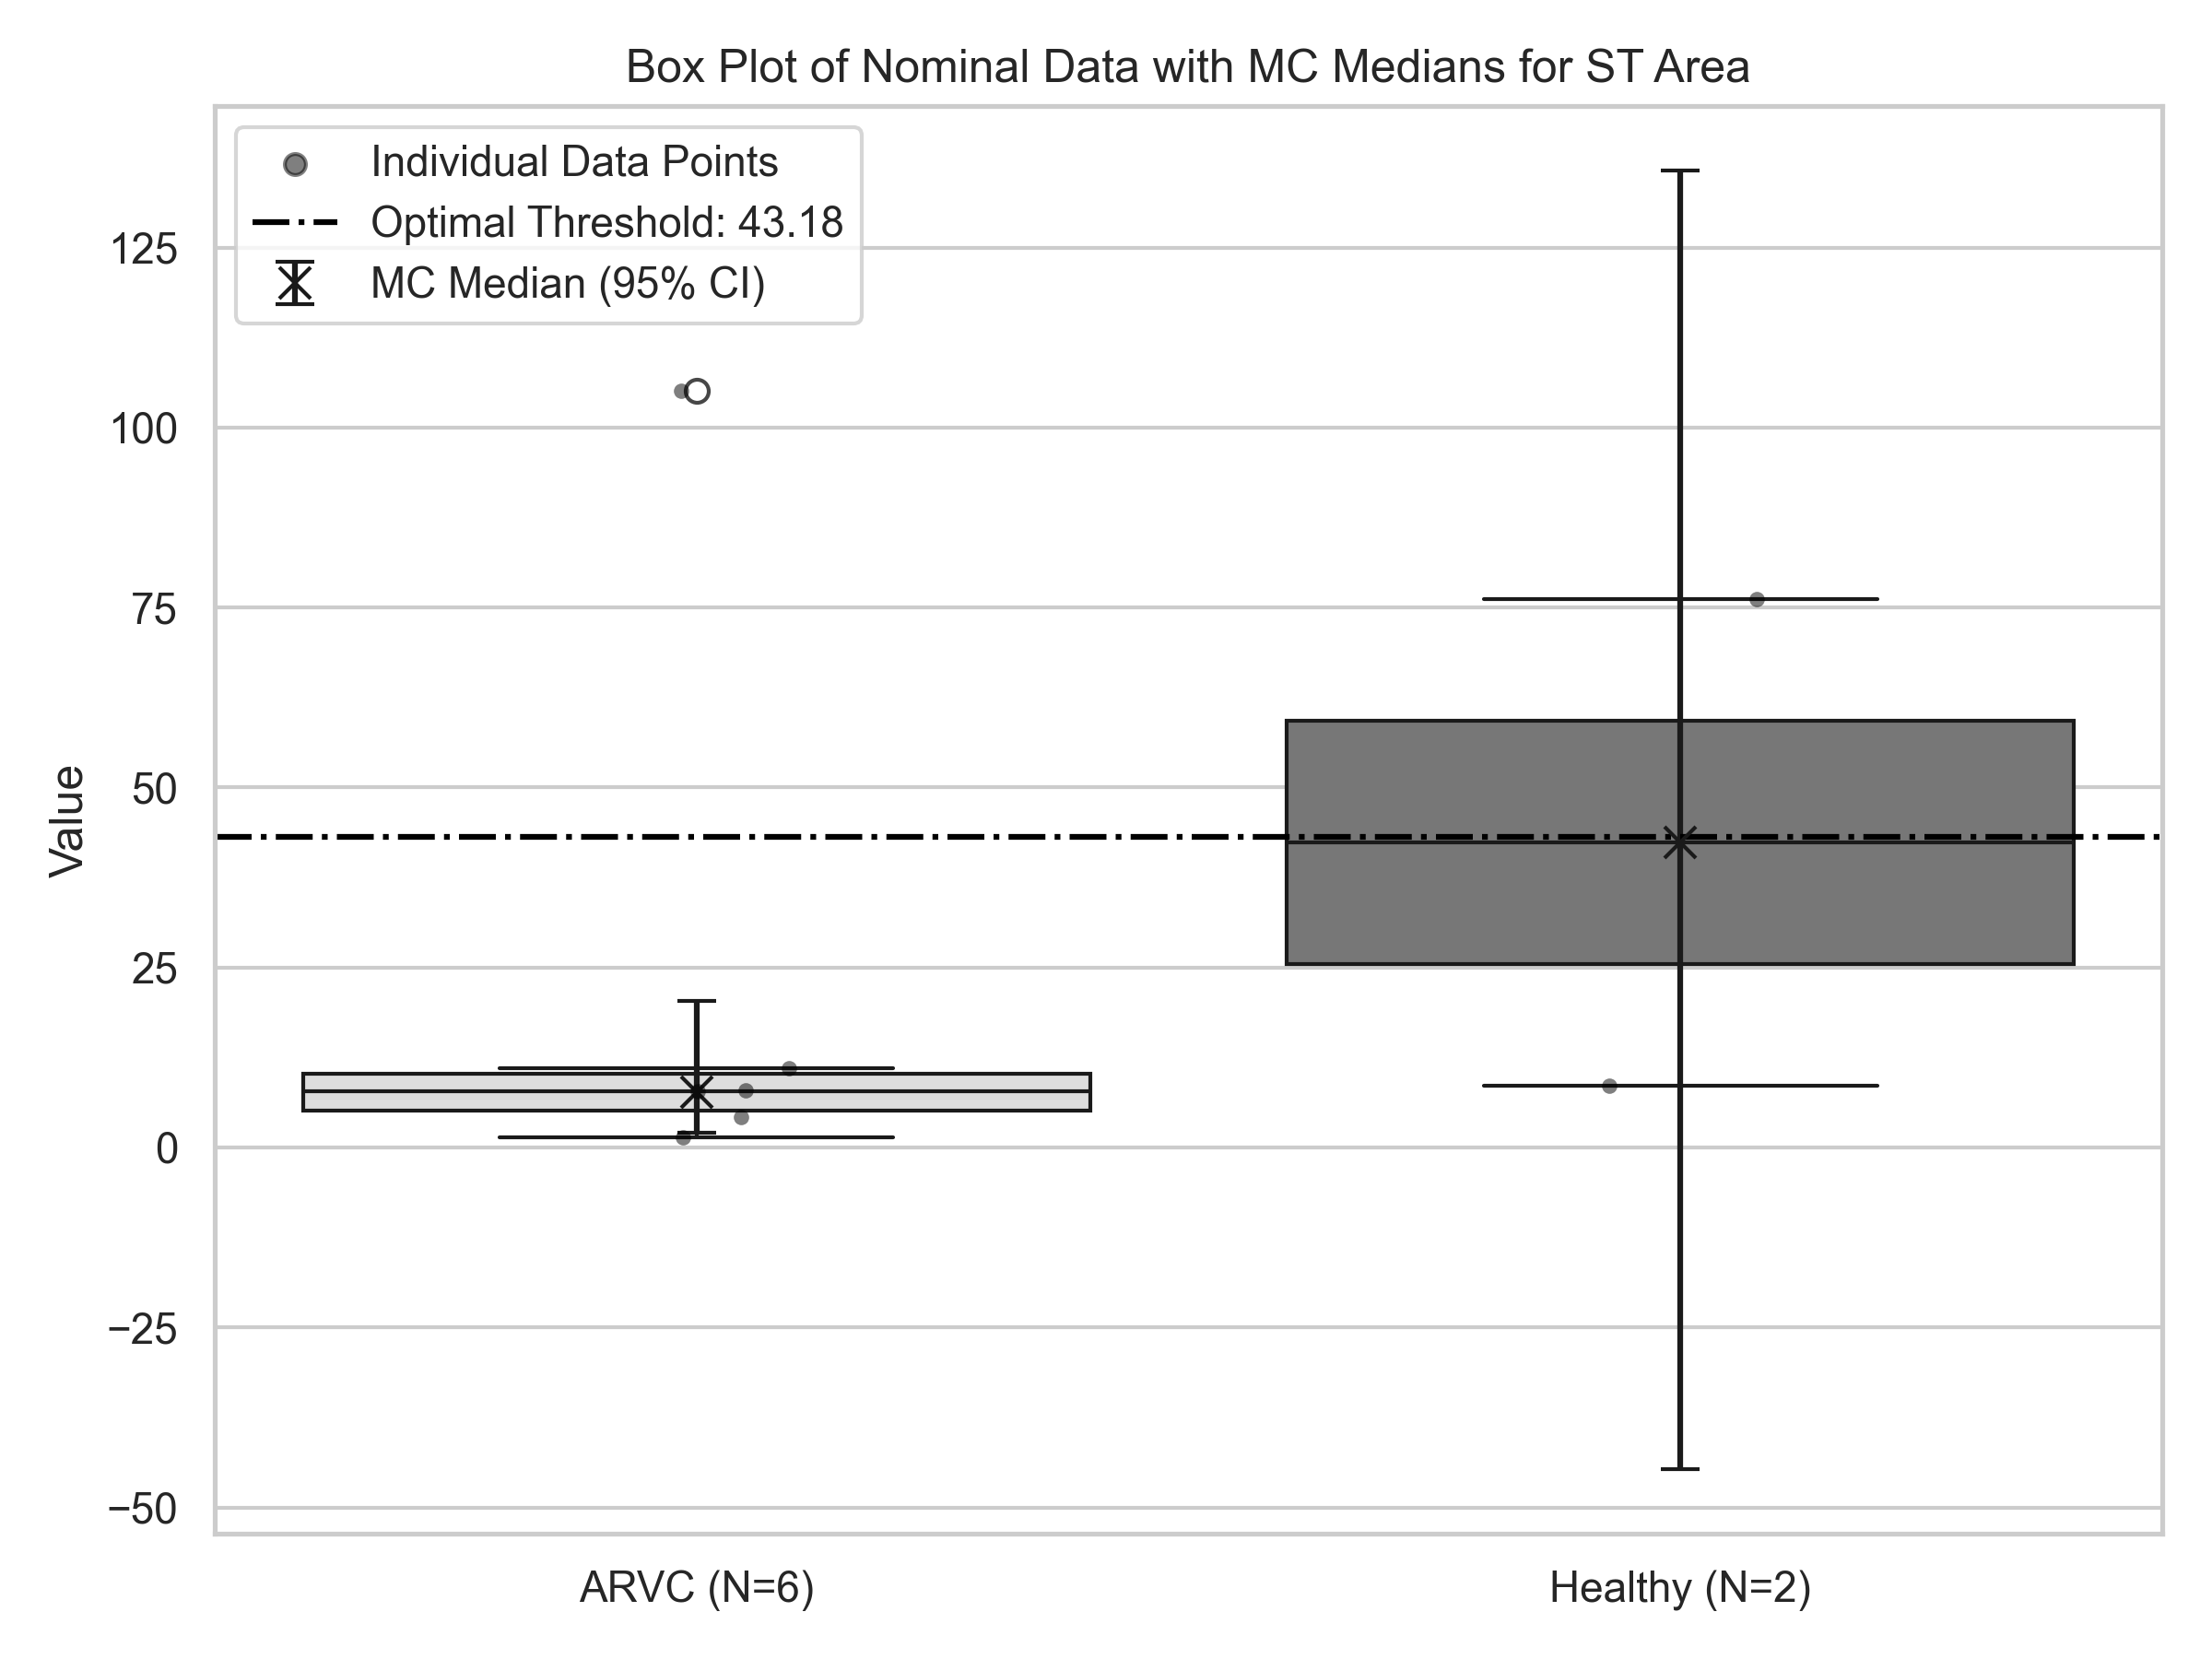 Box Plot of Nominal Data with MC Medians for ST Area
Individual Data Points
Optimal Threshold: 43.18
MC Median (95% CI)
Value
125
100
75
50
25
0
−25
−50
ARVC (N=6)
Healthy (N=2)